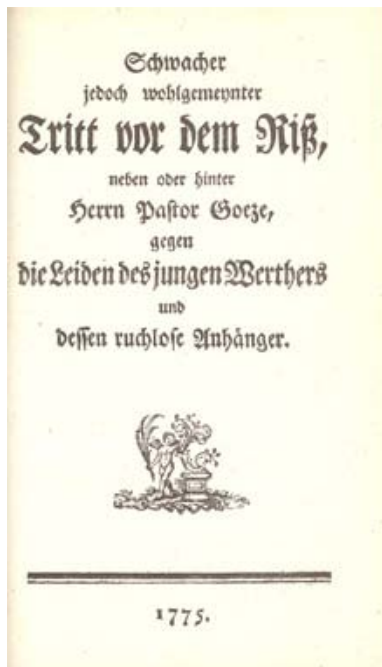 Schwacher
jedoch wohlgemeynter
Tritt vor dem Riß,
neben oder hinter
Herrn Pastor Goeze,
gegen
die Leiden des jungen Werthers
und
dessen ruchlose Anhänger.
1775.